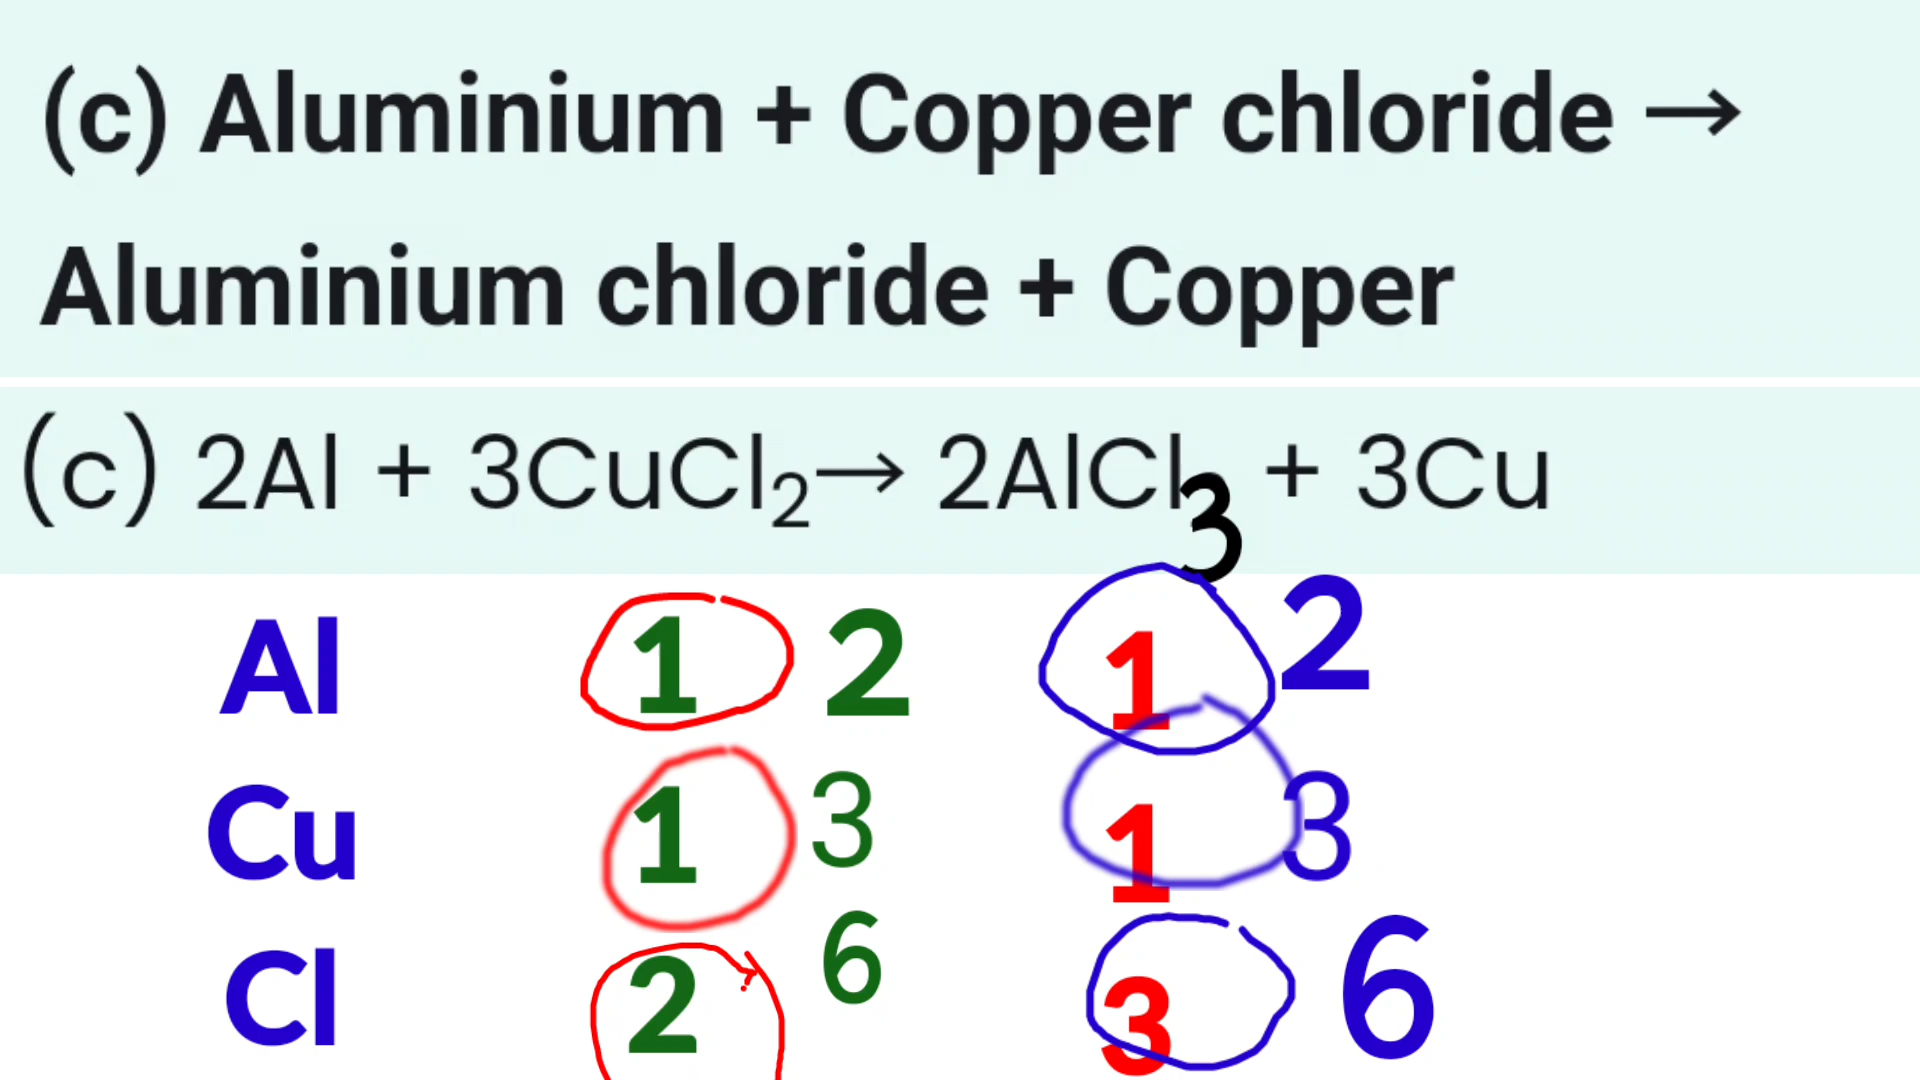 (c) Aluminium + Copper chloride →
Aluminium chloride + Copper
(c) 2Al + 3CuCl₂→ 2AlCl₃ + 3Cu
Al 1 2 1 2
Cu 1 3 1 3
Cl 2 6 3 6